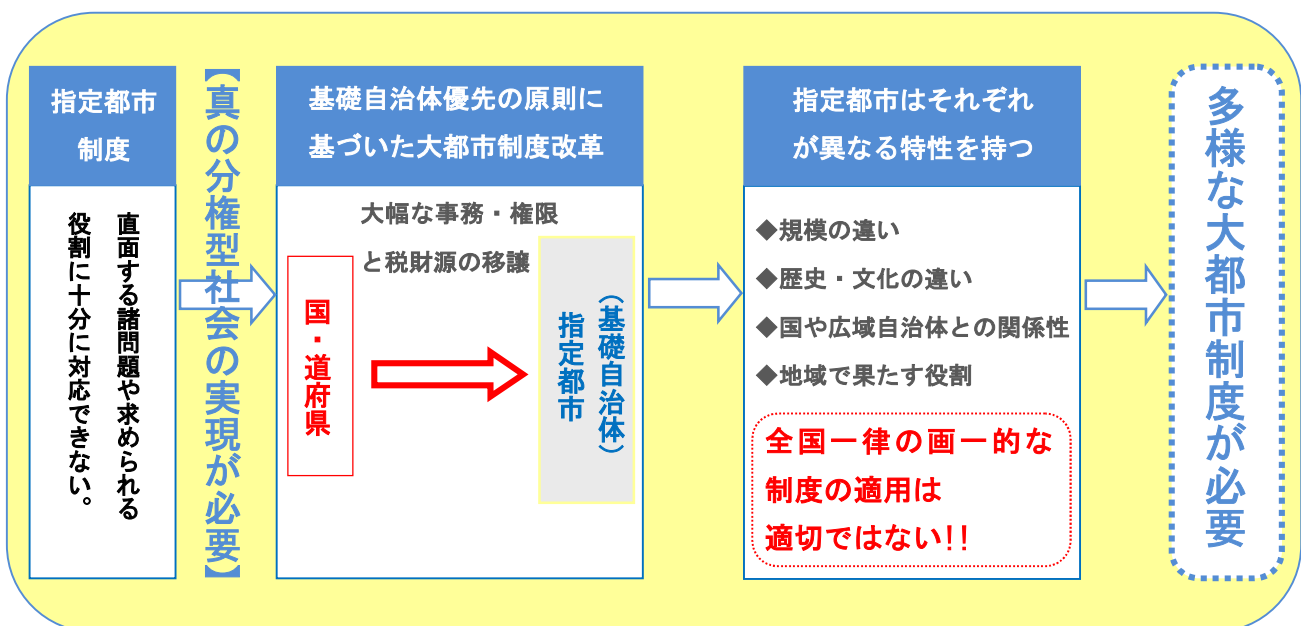 指定都市
制度
直面する諸問題や求められる
役割に十分に対応できない。
【真の分権型社会の実現が必要】
基礎自治体優先の原則に
基づいた大都市制度改革
大幅な事務・権限
と税財源の移譲
国・道府県
(基礎自治体)
指定都市
指定都市はそれぞれ
が異なる特性を持つ
◆規模の違い
◆歴史・文化の違い
◆国や広域自治体との関係性
◆地域で果たす役割
全国一律の画一的な
制度の適用は
適切ではない!!
多様な大都市制度が必要